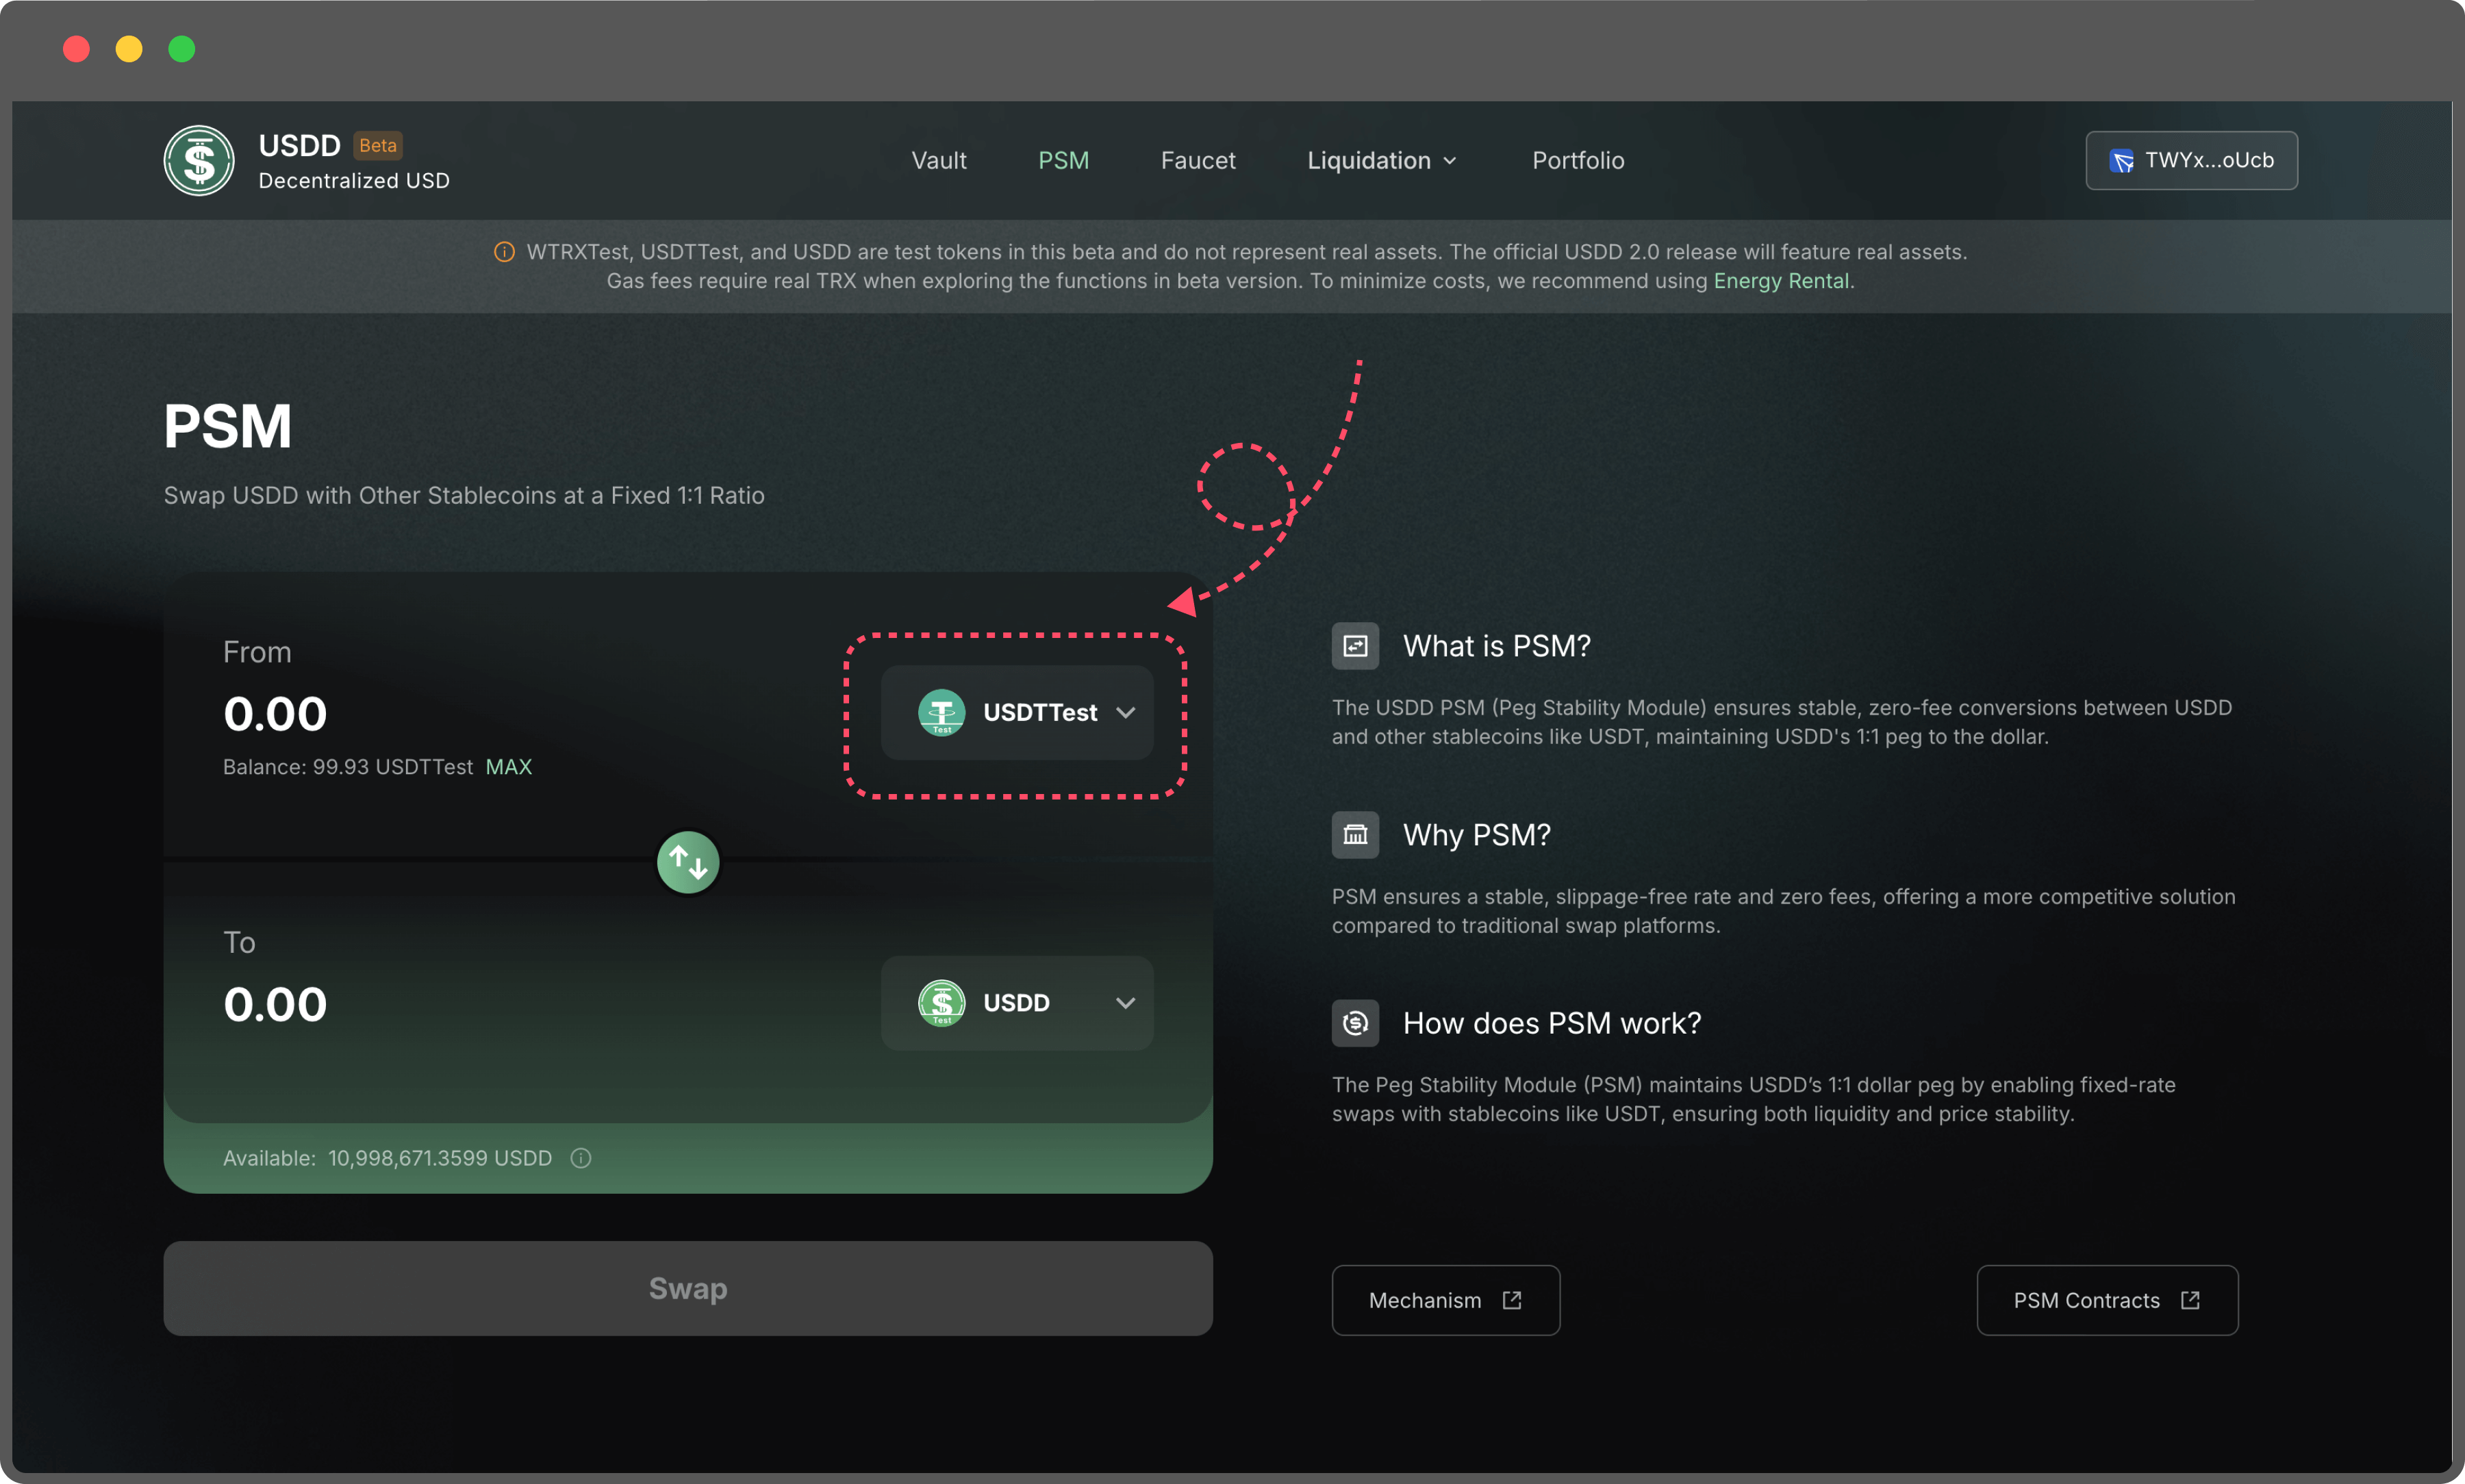 USDD Beta
Decentralized USD
Vault
PSM
Faucet
Liquidation
Portfolio
TWYx...oUcb
WTRXTest, USDTTest, and USDD are test tokens in this beta and do not represent real assets. The official USDD 2.0 release will feature real assets.
Gas fees require real TRX when exploring the functions in beta version. To minimize costs, we recommend using Energy Rental.
PSM
Swap USDD with Other Stablecoins at a Fixed 1:1 Ratio
From
0.00
Balance: 99.93 USDTTest MAX
Test
USDTTest
To
0.00
Test
USDD
Available: 10,998,671.3599 USDD
Swap
What is PSM?
The USDD PSM (Peg Stability Module) ensures stable, zero-fee conversions between USDD
and other stablecoins like USDT, maintaining USDD's 1:1 peg to the dollar.
Why PSM?
PSM ensures a stable, slippage-free rate and zero fees, offering a more competitive solution
compared to traditional swap platforms.
How does PSM work?
The Peg Stability Module (PSM) maintains USDD’s 1:1 dollar peg by enabling fixed-rate
swaps with stablecoins like USDT, ensuring both liquidity and price stability.
Mechanism
PSM Contracts